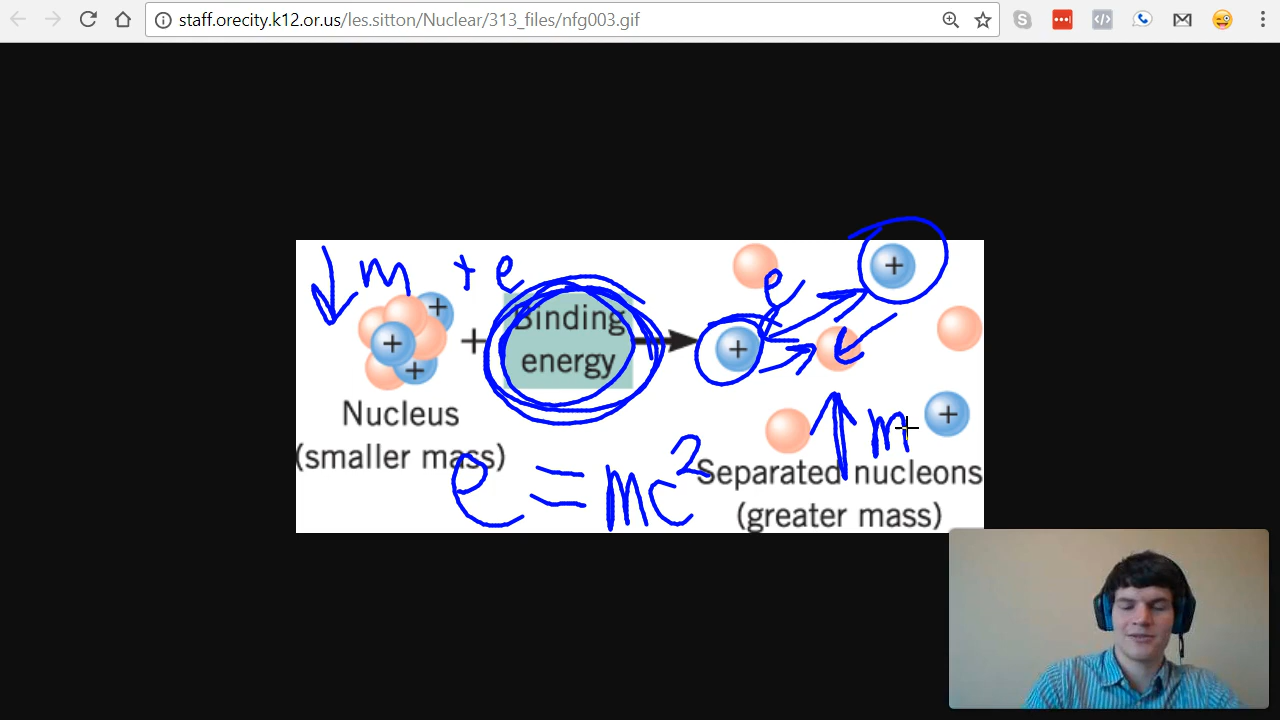 staff.orecity.k12.or.us/les.sitton/Nuclear/313_files/nfg003.gif
↓ m + e
e
+ + +
+
Binding
energy
+ + +
e
Nucleus
(smaller mass)
↑ m
e = mc²
Separated nucleons
(greater mass)